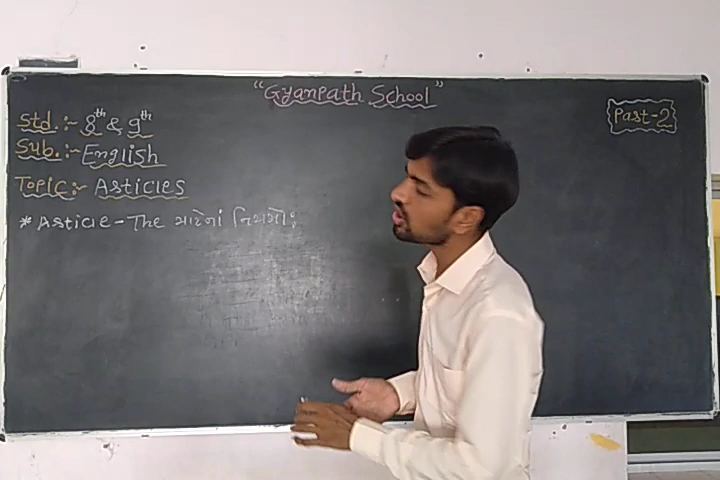 "Gyanpath School"
Part-2
Std. :- 8th & 9th
Sub. :- English
Topic :- Articles
* Article - The માટેનાં નિયમો :